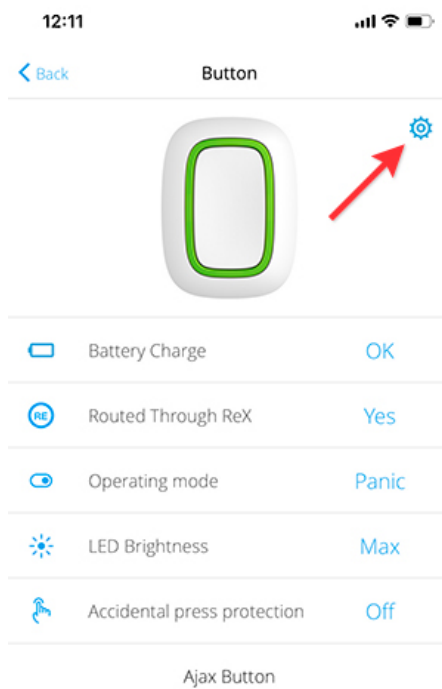 12:11
Back
Button
Battery Charge OK
RE Routed Through ReX Yes
Operating mode Panic
LED Brightness Max
Accidental press protection Off
Ajax Button